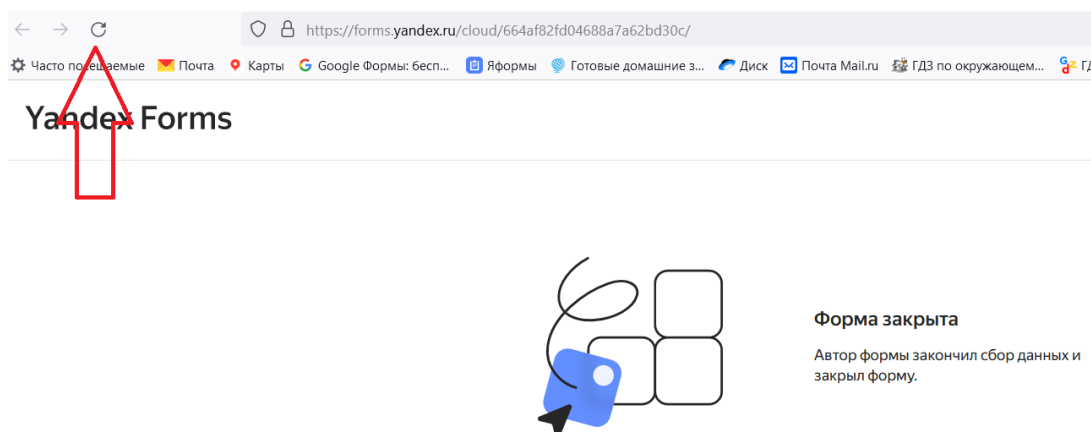 https://forms.yandex.ru/cloud/664af82fd04688a7a62bd30c/
Часто посещаемые Почта Карты Google Формы: бесп... Яформы Готовые домашние з... Диск Почта Mail.ru ГДЗ по окружающем... ГД
Yandex Forms
Форма закрыта
Автор формы закончил сбор данных и
закрыл форму.